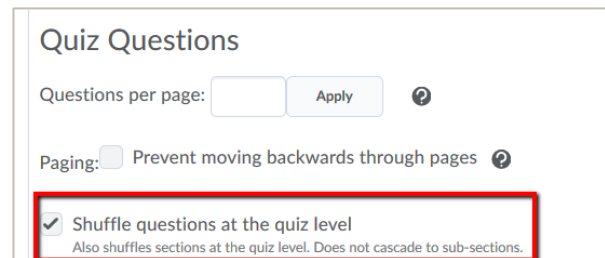 Quiz Questions
Questions per page: Apply
Paging: Prevent moving backwards through pages
Shuffle questions at the quiz level
Also shuffles sections at the quiz level. Does not cascade to sub-sections.